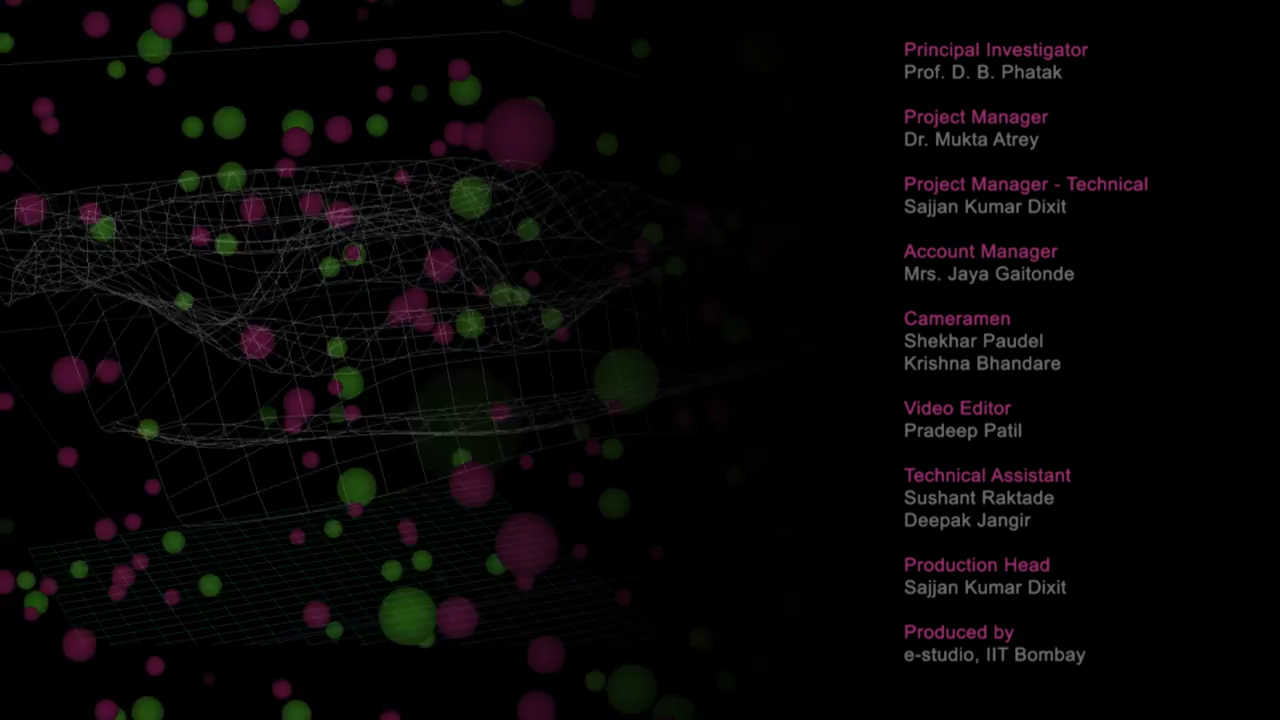 Principal Investigator
Prof. D. B. Phatak
Project Manager
Dr. Mukta Atrey
Project Manager - Technical
Sajjan Kumar Dixit
Account Manager
Mrs. Jaya Gaitonde
Cameramen
Shekhar Paudel
Krishna Bhandare
Video Editor
Pradeep Patil
Technical Assistant
Sushant Raktade
Deepak Jangir
Production Head
Sajjan Kumar Dixit
Produced by
e-studio, IIT Bombay